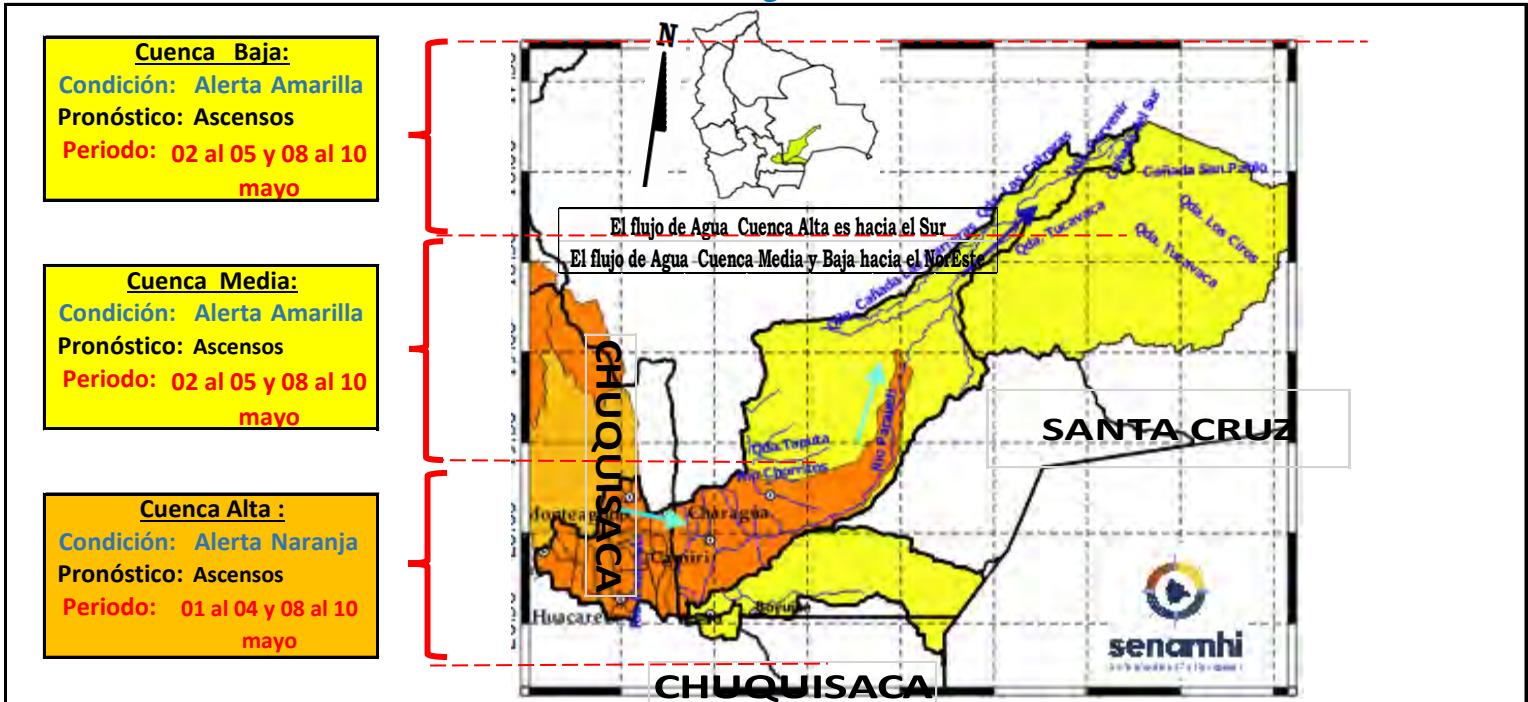 Cuenca Baja:
Condición: Alerta Amarilla
Pronóstico: Ascensos
Periodo: 02 al 05 y 08 al 10
mayo
Cuenca Media:
Condición: Alerta Amarilla
Pronóstico: Ascensos
Periodo: 02 al 05 y 08 al 10
mayo
Cuenca Alta :
Condición: Alerta Naranja
Pronóstico: Ascensos
Periodo: 01 al 04 y 08 al 10
mayo
N
El flujo de Agua Cuenca Alta es hacia el Sur
El flujo de Agua Cuenca Media y Baja hacia el NorEste
Cañada San Pablo
Qda. Los Ciros
Qda. Tucavaca
Qda. Tucavaca
Qda. Taputa
Rio Chorritos
Rio Parapeti
CHUQUISACA
SANTA CRUZ
Charagua
Camiri
CHUQUISACA
senamhi